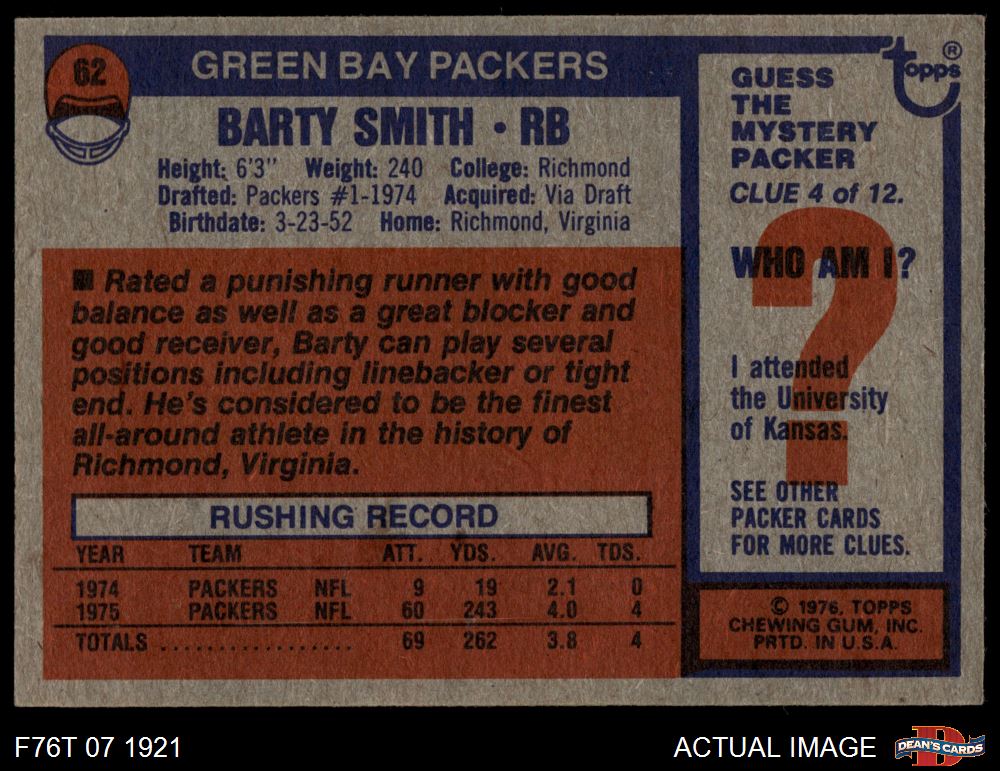 62
GREEN BAY PACKERS
BARTY SMITH • RB
Height: 6'3" Weight: 240 College: Richmond
Drafted: Packers #1-1974 Acquired: Via Draft
Birthdate: 3-23-52 Home: Richmond, Virginia
■ Rated a punishing runner with good
balance as well as a great blocker and
good receiver, Barty can play several
positions including linebacker or tight
end. He's considered to be the finest
all-around athlete in the history of
Richmond, Virginia.
RUSHING RECORD
YEAR TEAM ATT. YDS. AVG. TDS.
1974 PACKERS NFL 9 19 2.1 0
1975 PACKERS NFL 60 243 4.0 4
TOTALS .................. 69 262 3.8 4
topps®
GUESS
THE
MYSTERY
PACKER
CLUE 4 of 12.
?
WHO AM I?
I attended
the University
of Kansas.
SEE OTHER
PACKER CARDS
FOR MORE CLUES.
© 1976, TOPPS
CHEWING GUM, INC.
PRTD. IN U.S.A.
F76T 07 1921
ACTUAL IMAGE
D
DEAN'S CARDS